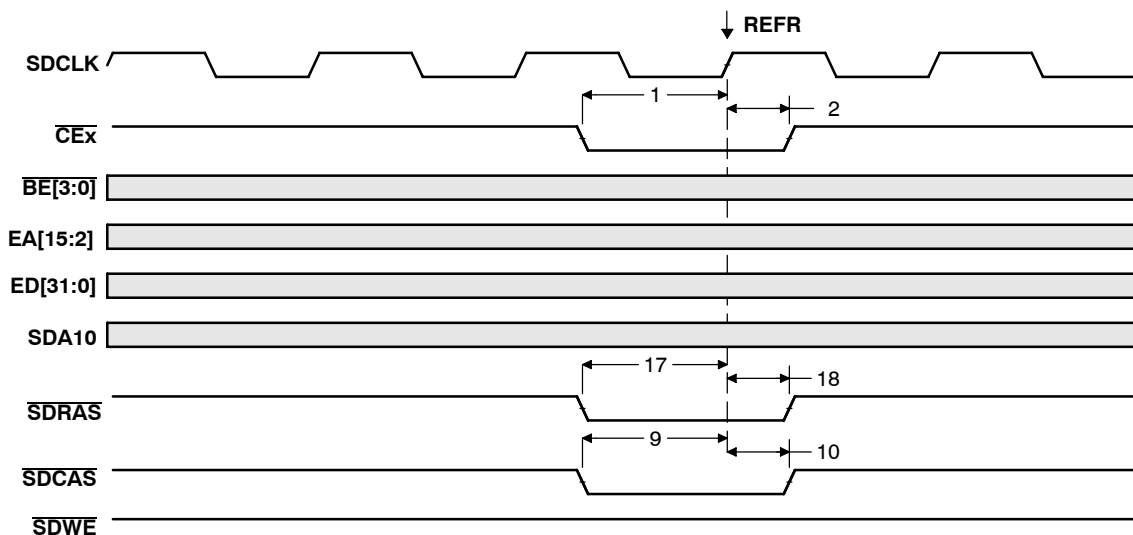 REFR
SDCLK
1
2
CEx
BE[3:0]
EA[15:2]
ED[31:0]
SDA10
17
18
SDRAS
9
10
SDCAS
SDWE